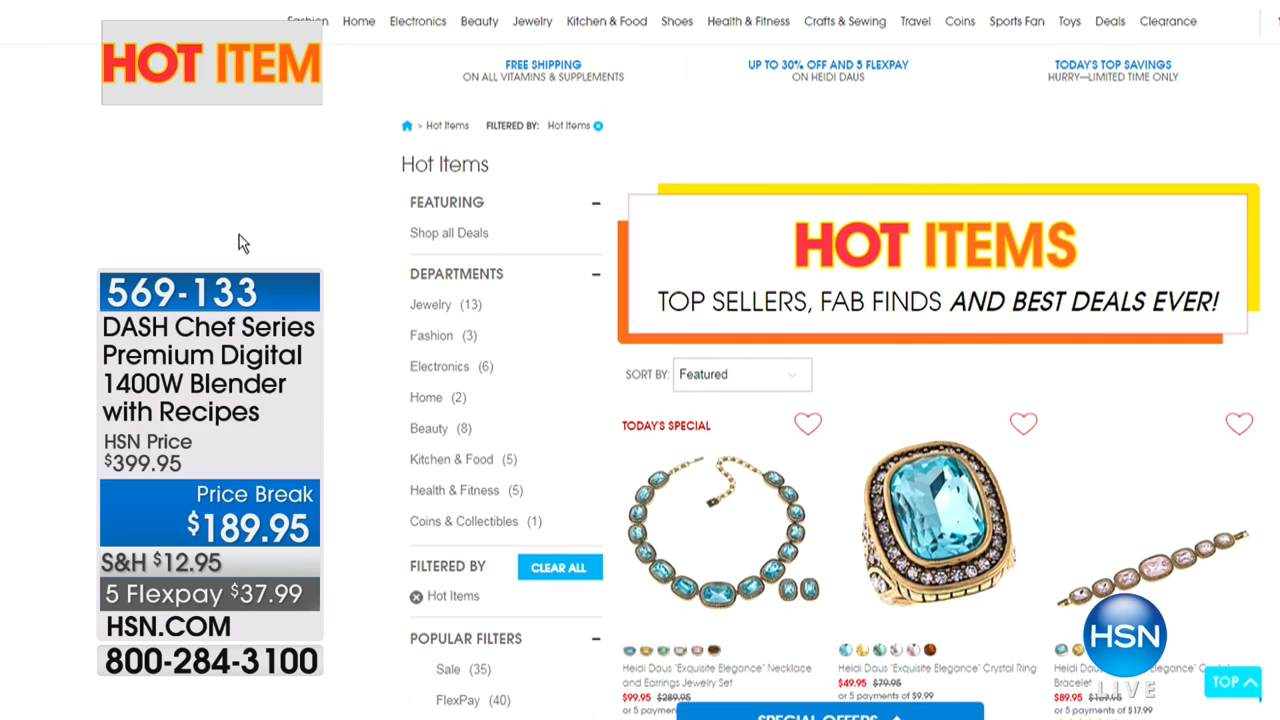 Fashion Home Electronics Beauty Jewelry Kitchen & Food Shoes Health & Fitness Crafts & Sewing Travel Coins Sports Fan Toys Deals Clearance
HOT ITEM
FREE SHIPPING
ON ALL VITAMINS & SUPPLEMENTS
UP TO 30% OFF AND 5 FLEXPAY
ON HEIDI DAUS
TODAY'S TOP SAVINGS
HURRY—LIMITED TIME ONLY
> Hot Items FILTERED BY: Hot Items
Hot Items
FEATURING
Shop all Deals
DEPARTMENTS
Jewelry (13)
Fashion (3)
Electronics (6)
Home (2)
Beauty (8)
Kitchen & Food (5)
Health & Fitness (5)
Coins & Collectibles (1)
FILTERED BY CLEAR ALL
Hot Items
POPULAR FILTERS
Sale (35)
FlexPay (40)
569-133
DASH Chef Series
Premium Digital
1400W Blender
with Recipes
HSN Price
$399.95
Price Break
$189.95
S&H $12.95
5 Flexpay $37.99
HSN.COM
800-284-3100
HOT ITEMS
TOP SELLERS, FAB FINDS AND BEST DEALS EVER!
SORT BY: Featured
TODAY'S SPECIAL
Heidi Daus "Exquisite Elegance" Necklace
and Earrings Jewelry Set
$99.95 $289.95
or 5 paymen
Heidi Daus "Exquisite Elegance" Crystal Ring
$49.95 $79.95
or 5 payments of $9.99
Heidi Daus
Bracelet
$89.95
or 5 payments of $17.99
HSN
LIVE
TOP
SPECIAL OFFERS